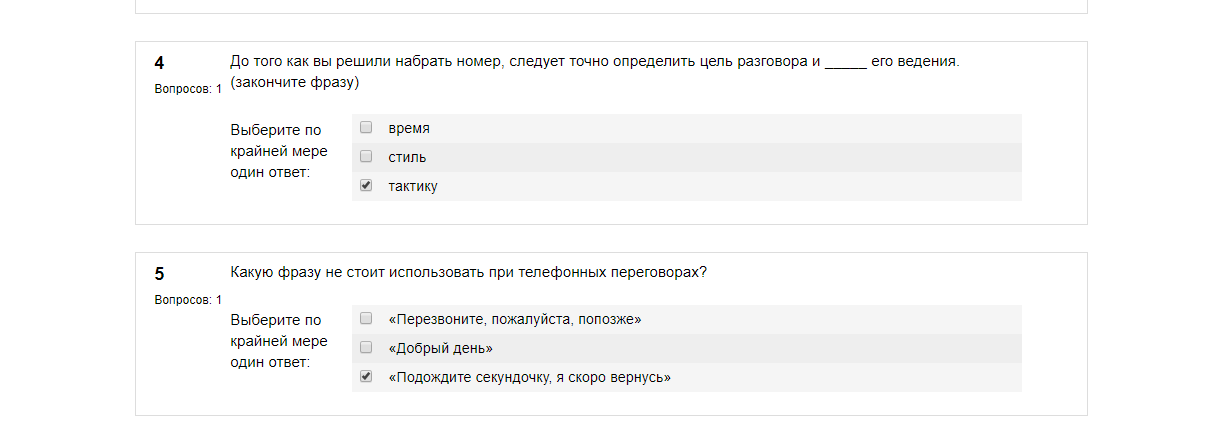 4
До того как вы решили набрать номер, следует точно определить цель разговора и _____ его ведения.
(закончите фразу)
Вопросов: 1
Выберите по
крайней мере
один ответ:
время
стиль
тактику
5
Какую фразу не стоит использовать при телефонных переговорах?
Вопросов: 1
Выберите по
крайней мере
один ответ:
«Перезвоните, пожалуйста, попозже»
«Добрый день»
«Подождите секундочку, я скоро вернусь»